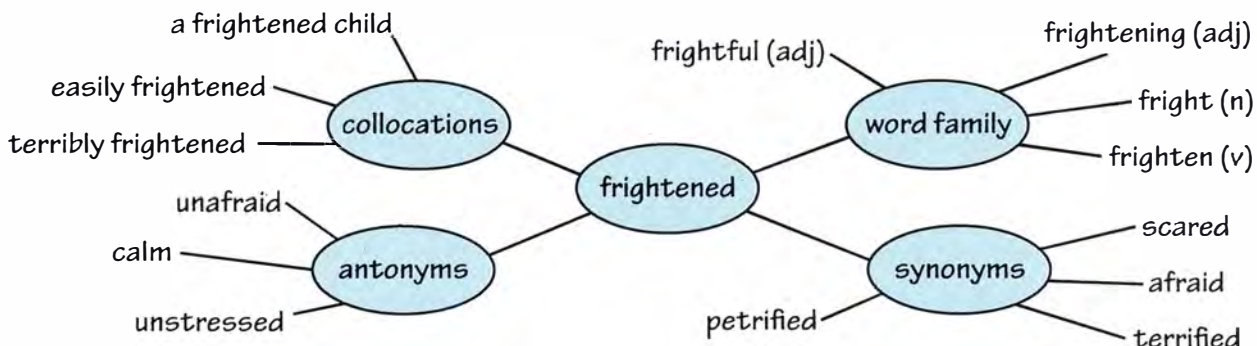 a frightened child
easily frightened
terribly frightened
collocations
frightful (adj)
frightening (adj)
fright (n)
frighten (v)
word family
frightened
unafraid
calm
unstressed
antonyms
synonyms
scared
afraid
terrified
petrified